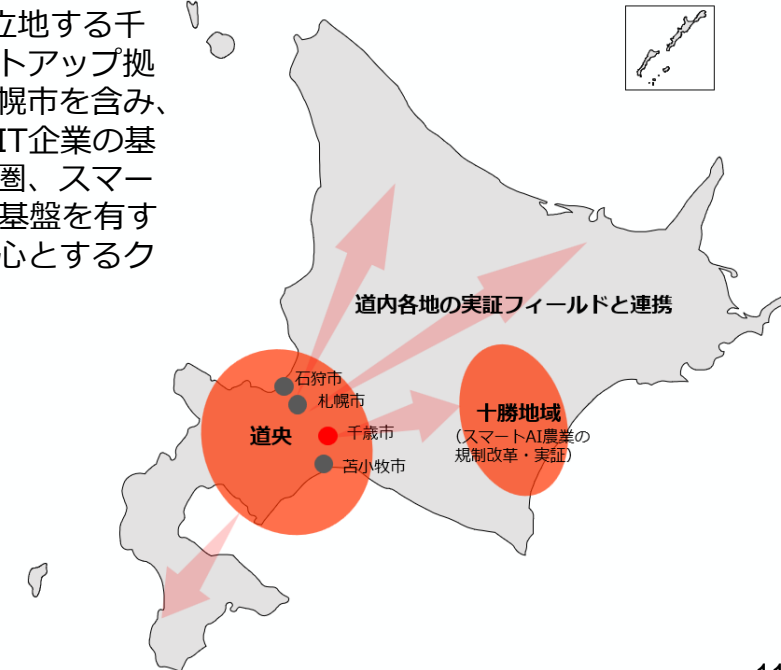 立地する千
トアップ拠
幌市を含み、
IT企業の基
圏、スマー
基盤を有す
心とするク
道内各地の実証フィールドと連携
石狩市
札幌市
道央
千歳市
苫小牧市
十勝地域
（スマートAI農業の
規制改革・実証）